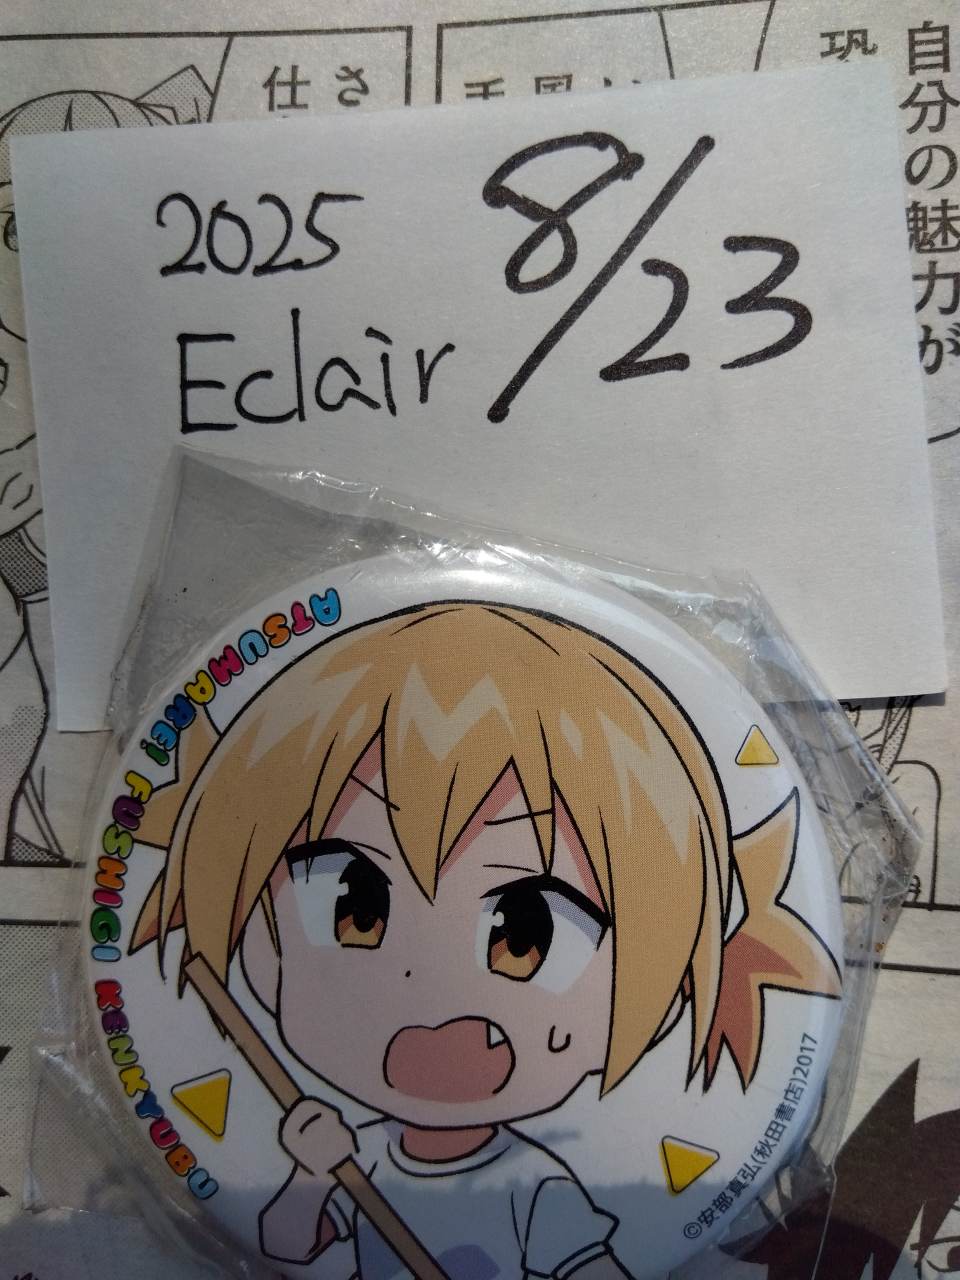 仕さ
自分の魅力が
2025
8/23
Eclair
ATSUMARE! FUSHIGI KENKYUBU
©安部真弘(秋田書店)2017